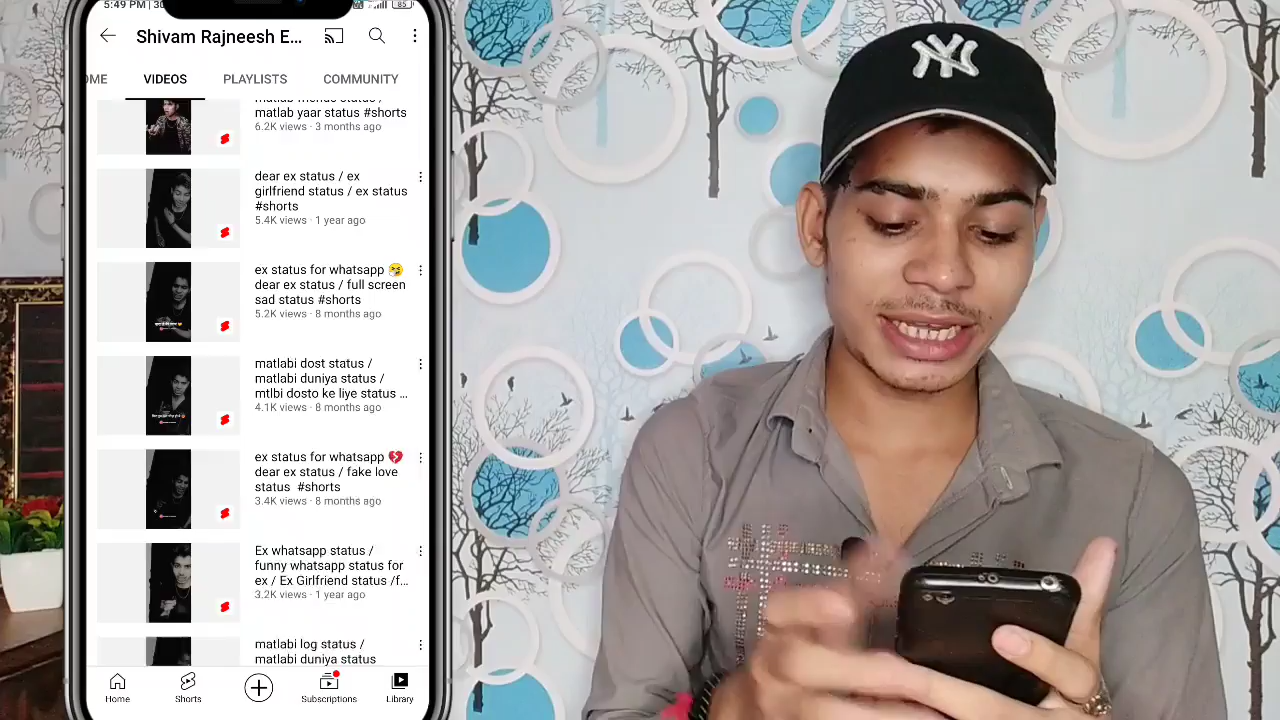 5:49 PM | 30
85
Shivam Rajneesh E...
OME
VIDEOS
PLAYLISTS
COMMUNITY
matlab friends status /
matlab yaar status #shorts
6.2K views · 3 months ago
dear ex status / ex
girlfriend status / ex status
#shorts
5.4K views · 1 year ago
ex status for whatsapp 🤧
dear ex status / full screen
sad status #shorts
5.2K views · 8 months ago
matlabi dost status /
matlabi duniya status /
mtlbi dosto ke liye status ...
4.1K views · 8 months ago
ex status for whatsapp 💔
dear ex status / fake love
status #shorts
3.4K views · 8 months ago
Ex whatsapp status /
funny whatsapp status for
ex / Ex Girlfriend status /f...
3.2K views · 1 year ago
matlabi log status /
matlabi duniya status
Home
Shorts
Subscriptions
Library
NY